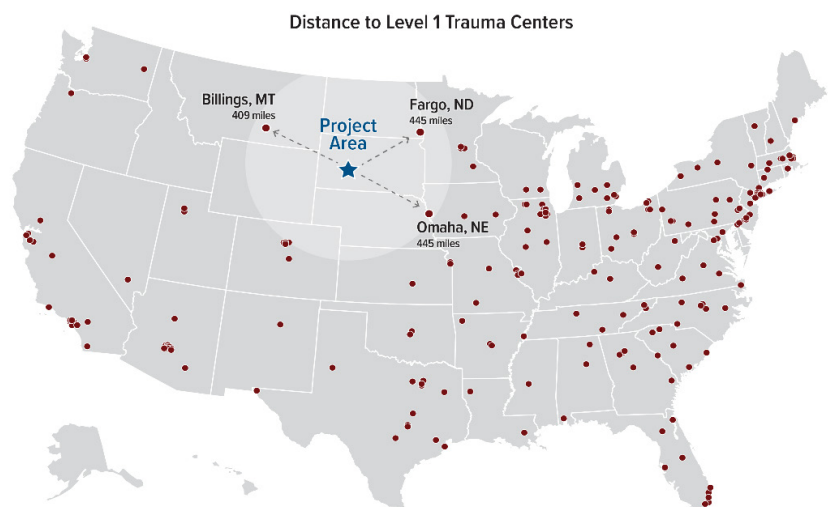 Distance to Level 1 Trauma Centers
Billings, MT
409 miles
Project
Area
Fargo, ND
445 miles
Omaha, NE
445 miles